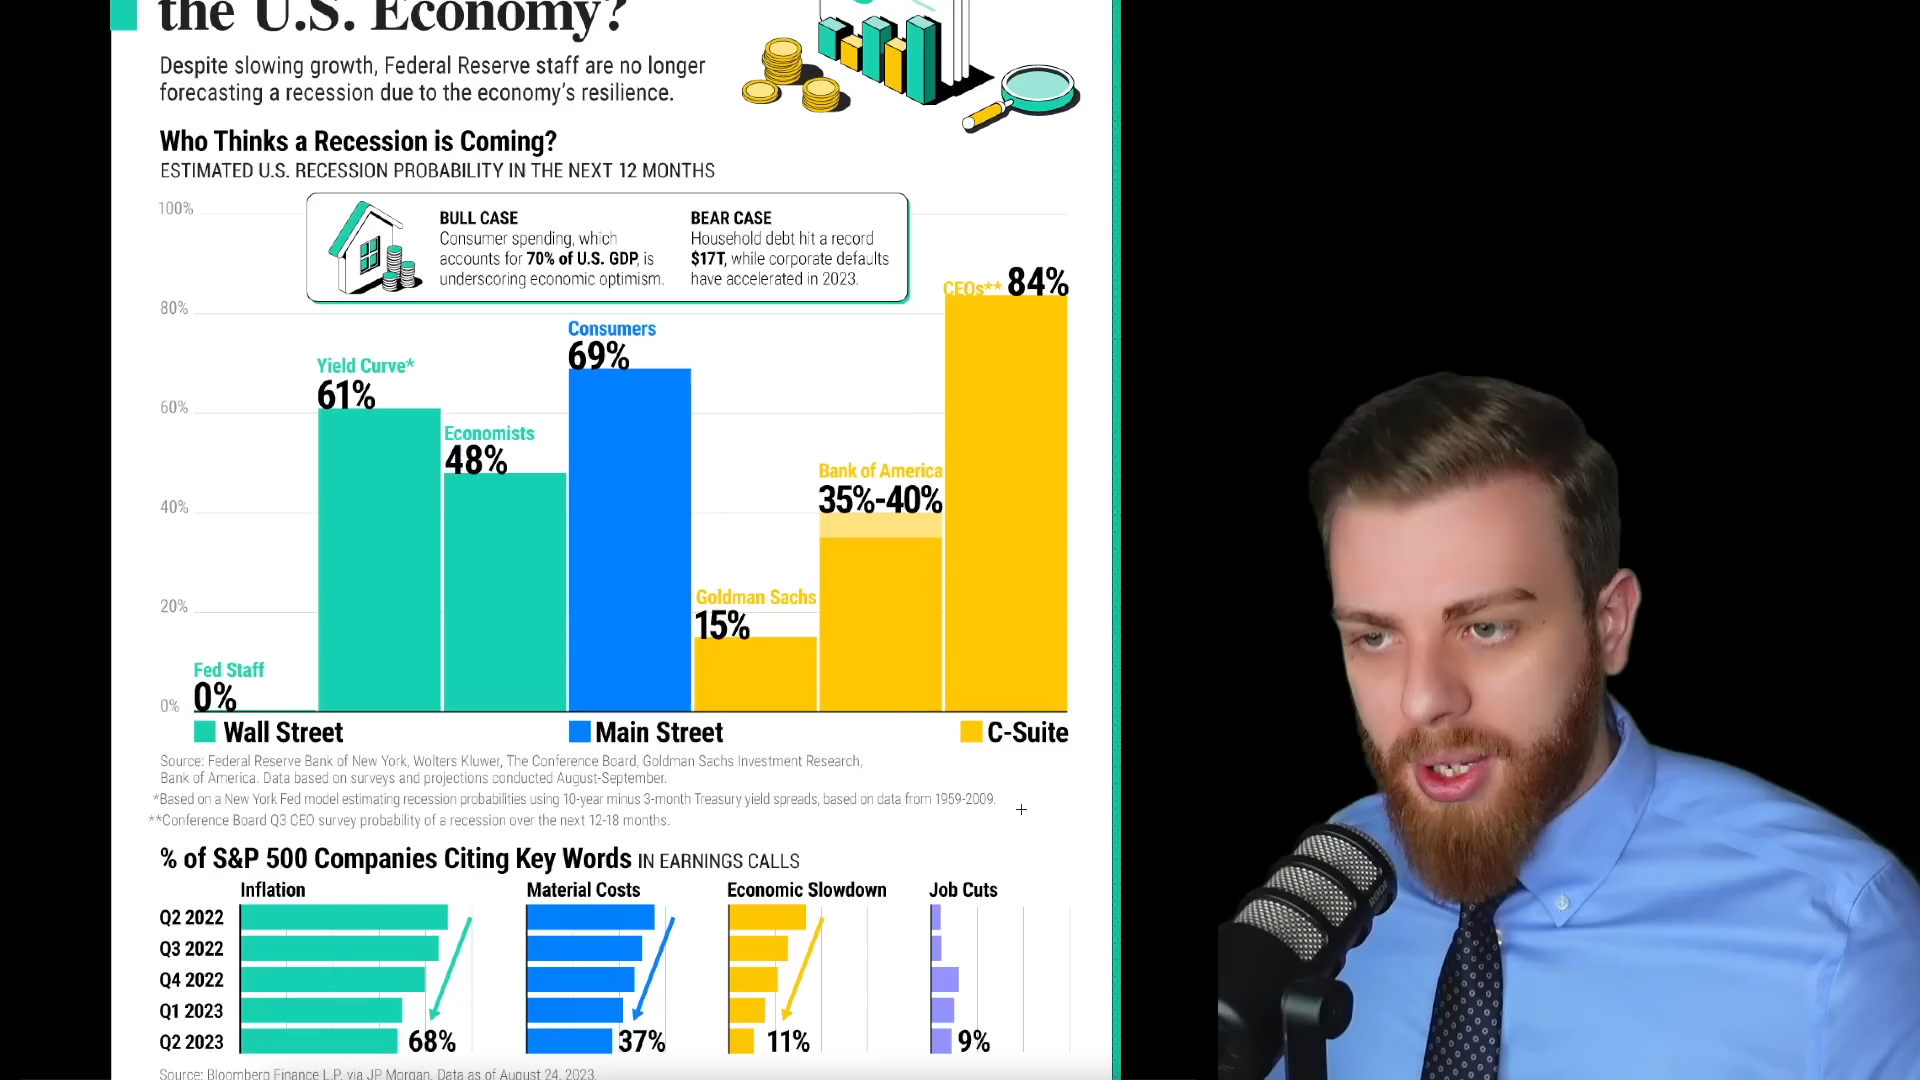 the U.S. Economy?
Despite slowing growth, Federal Reserve staff are no longer
forecasting a recession due to the economy's resilience.
Who Thinks a Recession is Coming?
ESTIMATED U.S. RECESSION PROBABILITY IN THE NEXT 12 MONTHS
100%
BULL CASE
Consumer spending, which
accounts for 70% of U.S. GDP, is
underscoring economic optimism.
BEAR CASE
Household debt hit a record
$17T, while corporate defaults
have accelerated in 2023.
CEOs** 84%
80%
Consumers
69%
Yield Curve*
61%
60%
Economists
48%
Bank of America
35%-40%
40%
Goldman Sachs
15%
20%
Fed Staff
0%
0%
Wall Street
Main Street
C-Suite
Source: Federal Reserve Bank of New York, Wolters Kluwer, The Conference Board, Goldman Sachs Investment Research,
Bank of America. Data based on surveys and projections conducted August-September.
*Based on a New York Fed model estimating recession probabilities using 10-year minus 3-month Treasury yield spreads, based on data from 1959-2009.
**Conference Board Q3 CEO survey probability of a recession over the next 12-18 months.
% of S&P 500 Companies Citing Key Words IN EARNINGS CALLS
Inflation
Material Costs
Economic Slowdown
Job Cuts
Q2 2022
Q3 2022
Q4 2022
Q1 2023
Q2 2023
68%
37%
11%
9%
Source: Bloomberg Finance L.P. via JP Morgan. Data as of August 24, 2023.
RODE